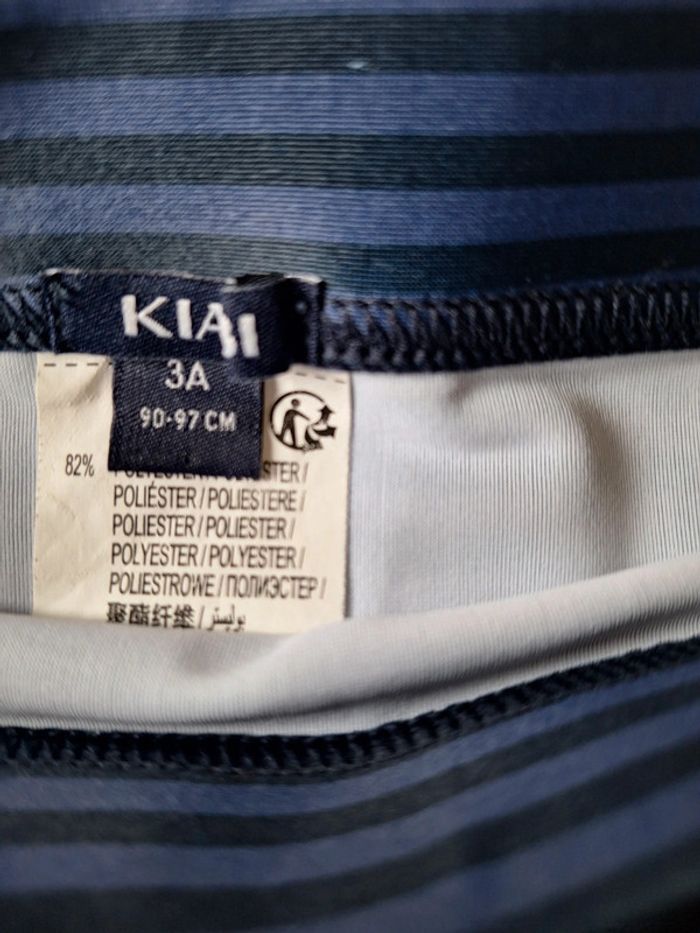 KIABI
3A
90-97 CM
82%
POLIÉSTER / POLIESTERE /
POLIESTER / POLIESTER /
POLYESTER / POLYESTER /
POLIESTROWE / ПОЛИЭСТЕР /
聚酯纤维 / بوليستر